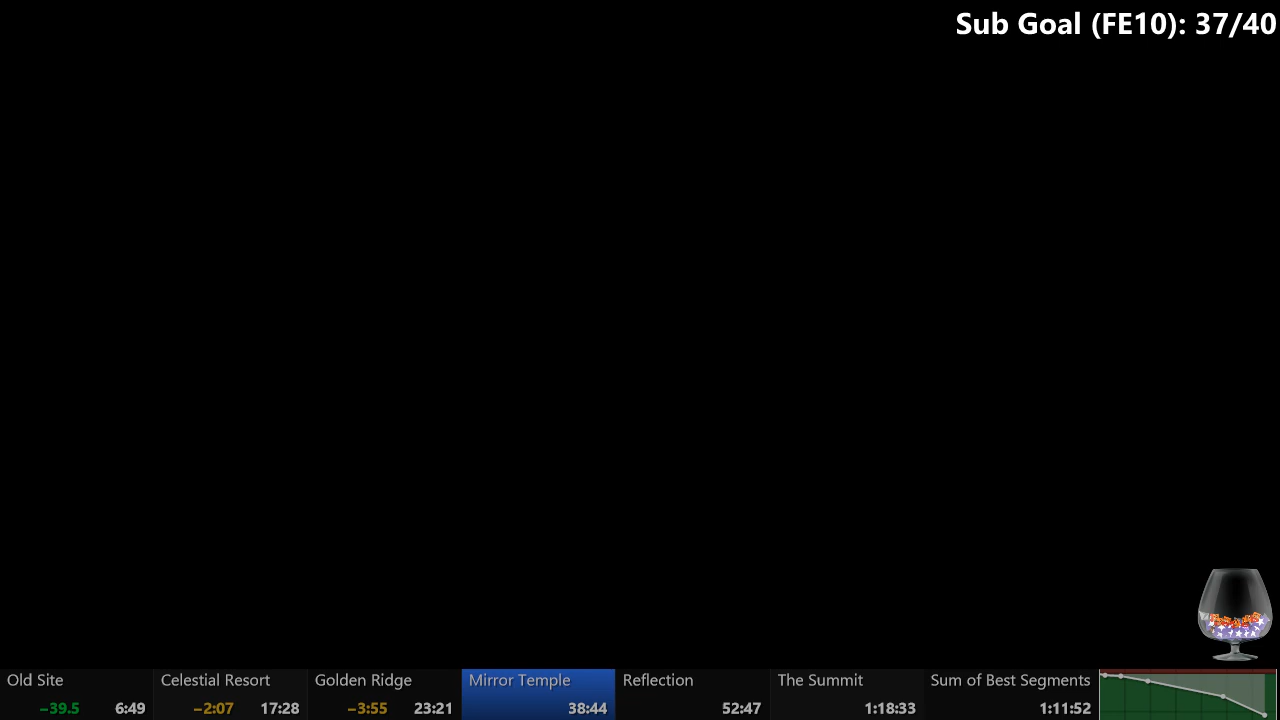 Sub Goal (FE10): 37/40
Old Site Celestial Resort Golden Ridge Mirror Temple Reflection The Summit Sum of Best Segments
−39.5 6:49 −2:07 17:28 −3:55 23:21 38:44 52:47 1:18:33 1:11:52